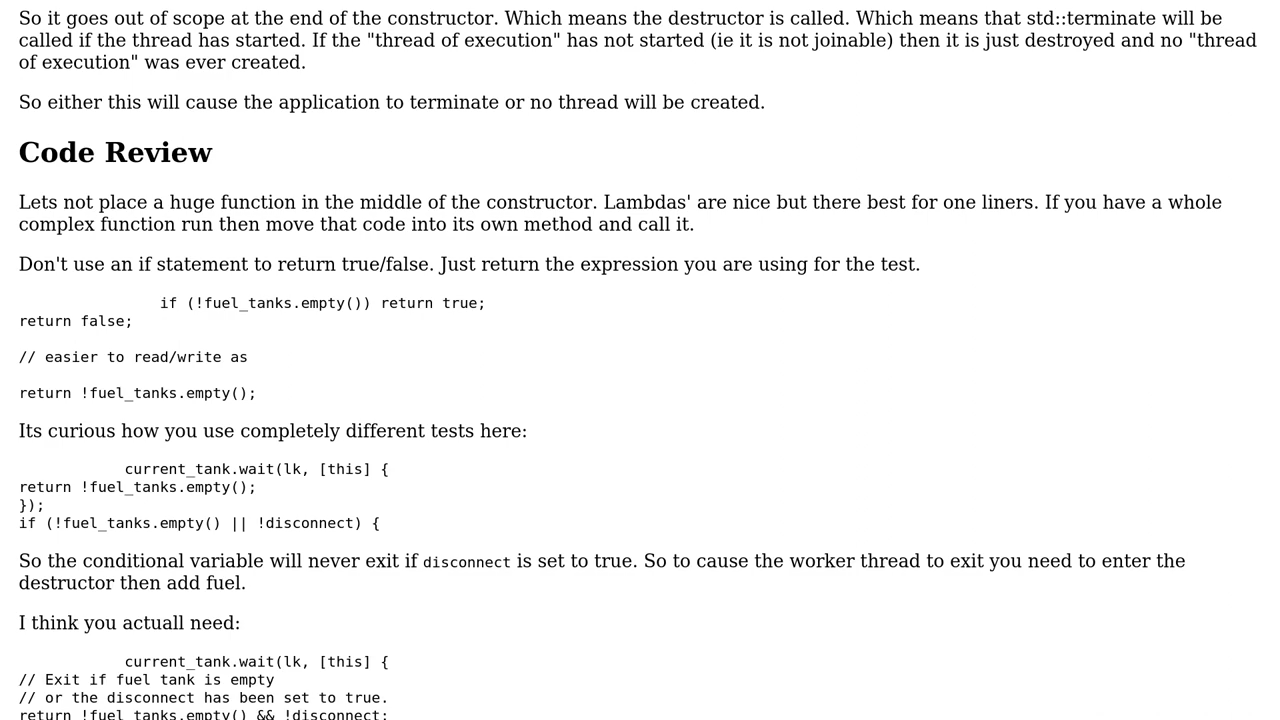 So it goes out of scope at the end of the constructor. Which means the destructor is called. Which means that std::terminate will be
called if the thread has started. If the "thread of execution" has not started (ie it is not joinable) then it is just destroyed and no "thread
of execution" was ever created.
So either this will cause the application to terminate or no thread will be created.
Code Review
Lets not place a huge function in the middle of the constructor. Lambdas' are nice but there best for one liners. If you have a whole
complex function run then move that code into its own method and call it.
Don't use an if statement to return true/false. Just return the expression you are using for the test.
if (!fuel_tanks.empty()) return true;
return false;
// easier to read/write as
return !fuel_tanks.empty();
Its curious how you use completely different tests here:
current_tank.wait(lk, [this] {
return !fuel_tanks.empty();
});
if (!fuel_tanks.empty() || !disconnect) {
So the conditional variable will never exit if disconnect is set to true. So to cause the worker thread to exit you need to enter the
destructor then add fuel.
I think you actuall need:
current_tank.wait(lk, [this] {
// Exit if fuel tank is empty
// or the disconnect has been set to true.
return !fuel_tanks.empty() && !disconnect;